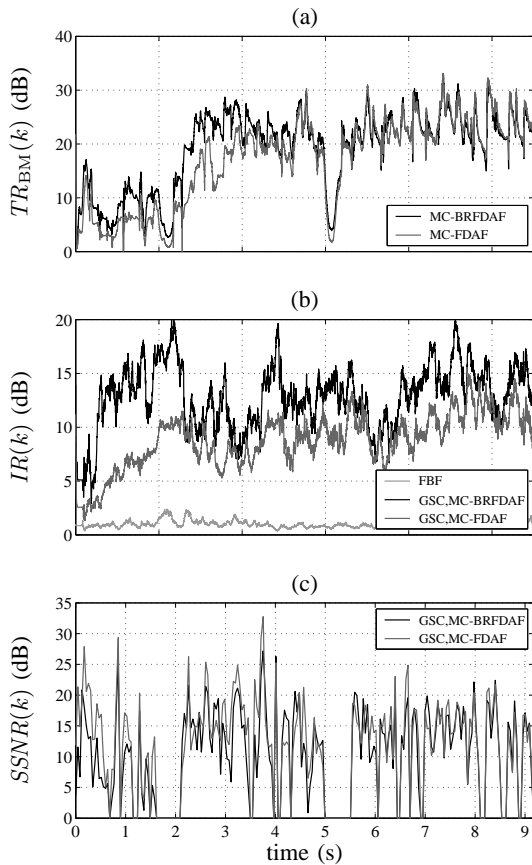 (a)
TR_BM(k) (dB)
40
30
20
10
0
MC-BRFDAF
MC-FDAF
(b)
IR(k) (dB)
20
15
10
5
0
FBF
GSC,MC-BRFDAF
GSC,MC-FDAF
(c)
SSNR(k) (dB)
35
30
25
20
15
10
5
0
GSC,MC-BRFDAF
GSC,MC-FDAF
0 1 2 3 4 5 6 7 8 9
time (s)